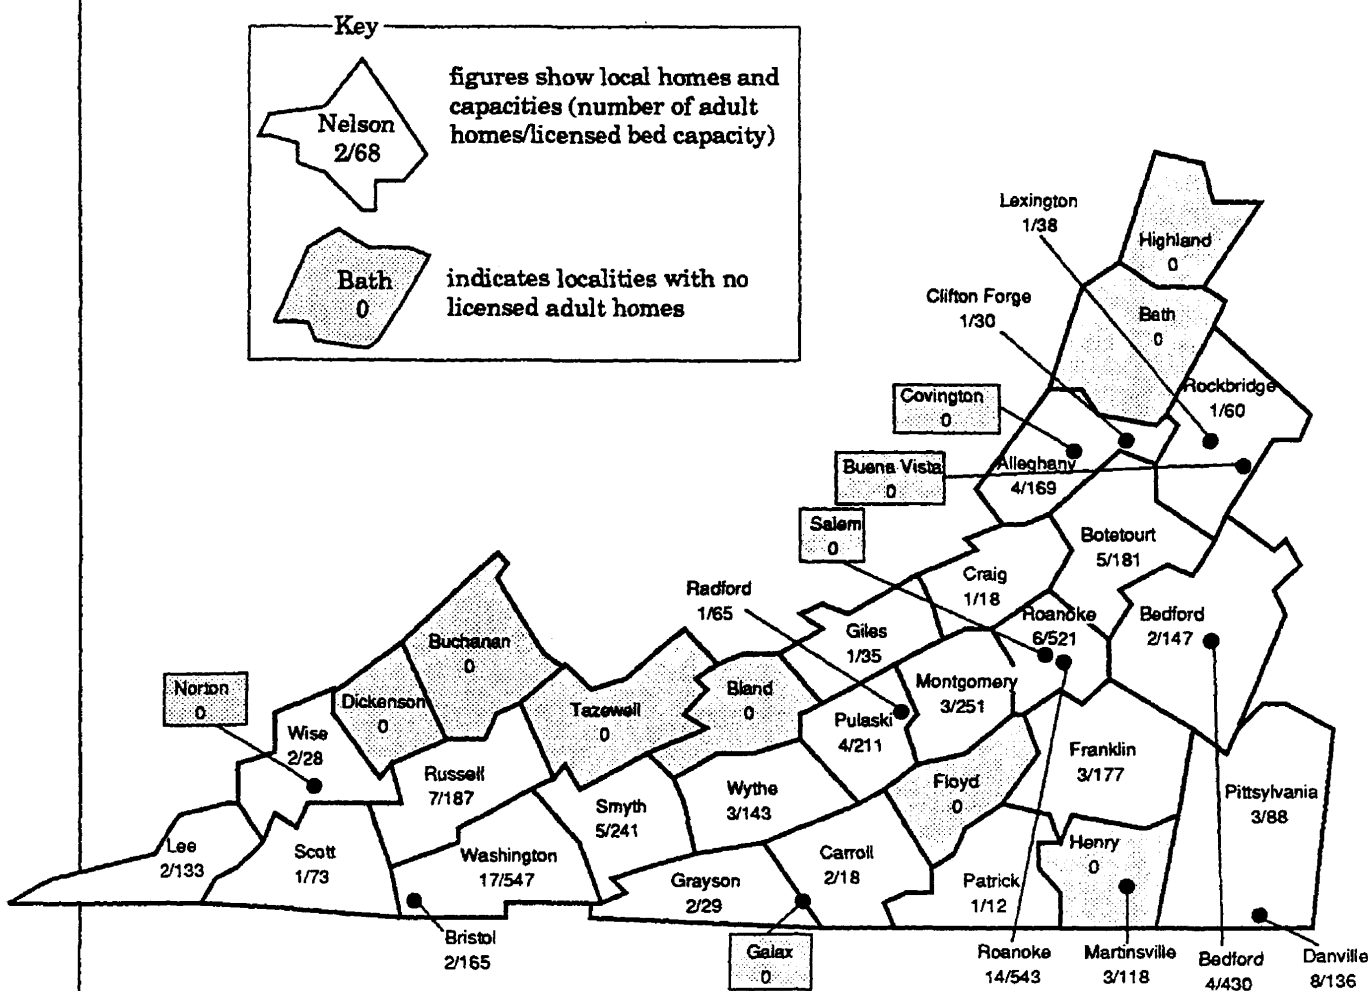 Key
Nelson
2/68
figures show local homes and
capacities (number of adult
homes/licensed bed capacity)
Bath
0
indicates localities with no
licensed adult homes
Lexington
1/38
Highland
0
Clifton Forge
1/30
Bath
0
Covington
0
Rockbridge
1/60
Buena Vista
0
Alleghany
4/169
Salem
0
Botetourt
5/181
Craig
1/18
Radford
1/65
Roanoke
6/521
Bedford
2/147
Giles
1/35
Buchanan
0
Norton
0
Dickenson
0
Tazewell
0
Bland
0
Montgomery
3/251
Pulaski
4/211
Wise
2/28
Franklin
3/177
Russell
7/187
Wythe
3/143
Floyd
0
Pittsylvania
3/88
Smyth
5/241
Lee
2/133
Scott
1/73
Washington
17/547
Carroll
2/18
Henry
0
Grayson
2/29
Patrick
1/12
Bristol
2/165
Galax
0
Roanoke
14/543
Martinsville
3/118
Bedford
4/430
Danville
8/136